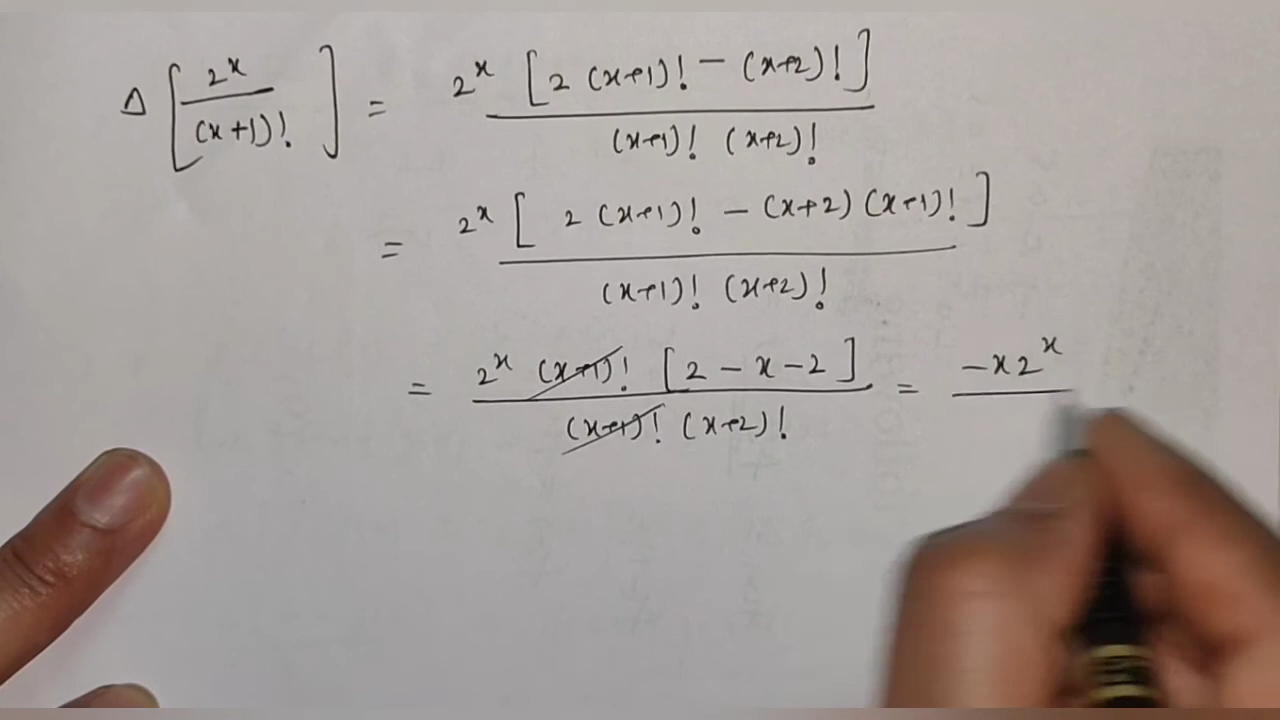 Δ [ 2^x / (x+1)! ] = 2^x [2 (x+1)! − (x+2)!] / (x+1)! (x+2)!
= 2^x [ 2 (x+1)! − (x+2) (x+1)! ] / (x+1)! (x+2)!
= 2^x (x+1)! [2 − x − 2] / (x+1)! (x+2)! = −x2^x /